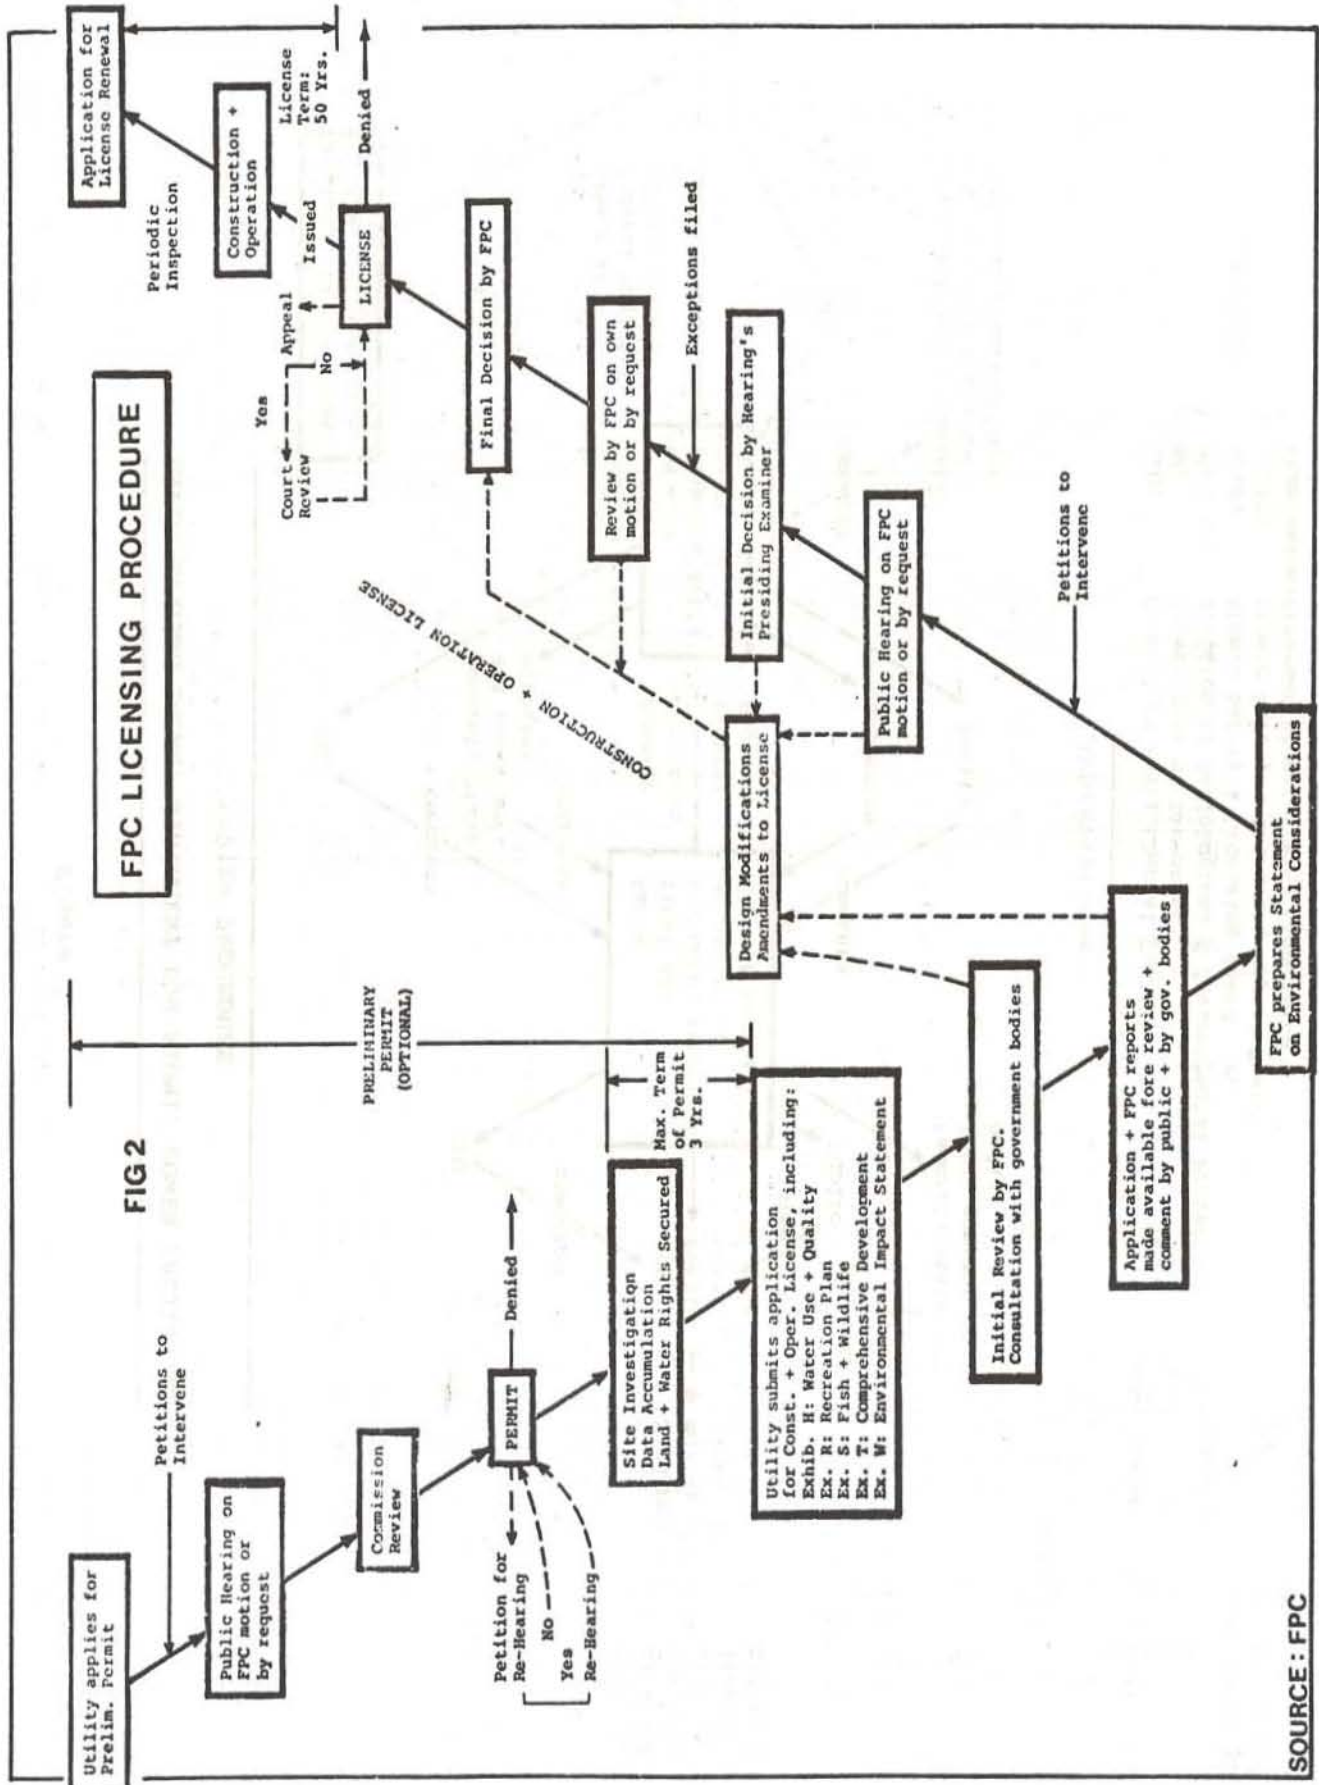 FIG 2
FPC LICENSING PROCEDURE
Utility applies for
Prelim. Permit
Petitions to
Intervene
Public Hearing on
FPC motion or
by request
Commission
Review
PERMIT
Denied
Petition for
Re-Hearing
No
Yes
Re-Hearing
PRELIMINARY
PERMIT
(OPTIONAL)
Site Investigation
Data Accumulation
Land + Water Rights Secured
Max. Term
of Permit
3 Yrs.
Utility submits application
for Const. + Oper. License, including:
Exhib. H: Water Use + Quality
Ex. R: Recreation Plan
Ex. S: Fish + Wildlife
Ex. T: Comprehensive Development
Ex. W: Environmental Impact Statement
Initial Review by FPC.
Consultation with government bodies
Application + FPC reports
made available fore review +
comment by public + by gov. bodies
FPC prepares Statement
on Environmental Considerations
Petitions to
Intervene
Public Hearing on FPC
motion or by request
Design Modifications
Amendments to License
Initial Decision by Hearing's
Presiding Examiner
Exceptions filed
Review by FPC on own
motion or by request
CONSTRUCTION + OPERATION LICENSE
Final Decision by FPC
LICENSE
Denied
Issued
Appeal
No
Yes
Court
Review
Construction +
Operation
Periodic
Inspection
License
Term:
50 Yrs.
Application for
License Renewal
SOURCE: FPC